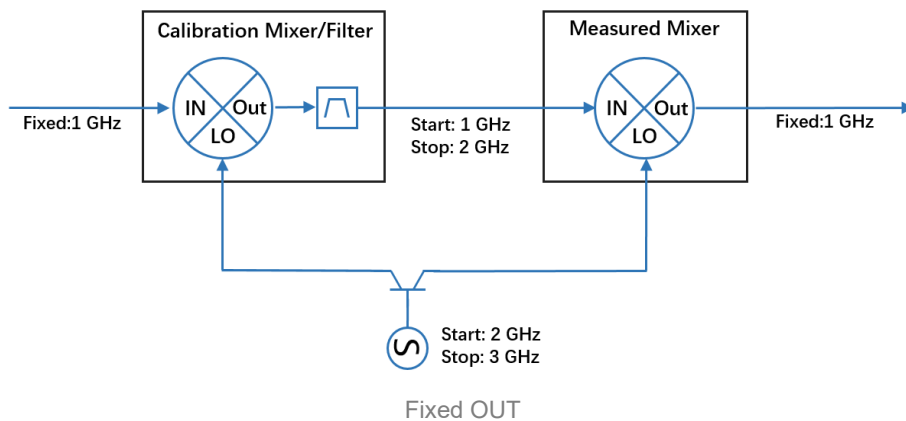 Calibration Mixer/Filter
Measured Mixer
IN
Out
LO
IN
Out
LO
Fixed:1 GHz
Start: 1 GHz
Stop: 2 GHz
Fixed:1 GHz
Start: 2 GHz
Stop: 3 GHz
Fixed OUT